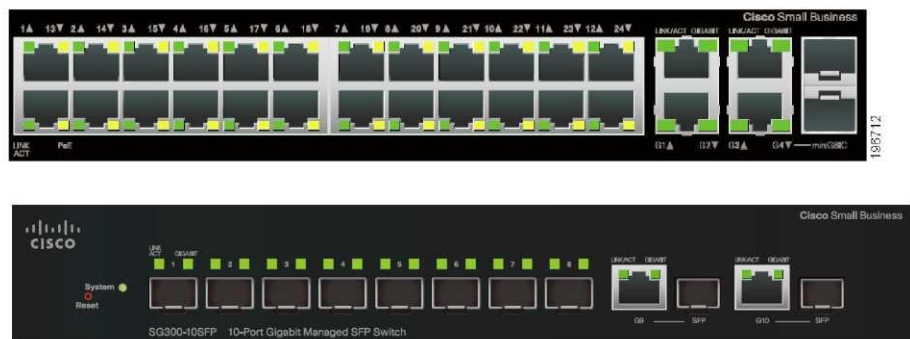 Cisco Small Business
1▲ 13▼ 2▲ 14▼ 3▲ 15▼ 4▲ 16▼ 5▲ 17▼ 6▲ 18▼ 7▲ 19▼ 8▲ 20▼ 9▲ 21▼ 10▲ 22▼ 11▲ 23▼ 12▲ 24▼
LINK/ACT GIGABIT LINK/ACT GIGABIT
LINK
ACT
PoE
G1▲ G2▼ G3▲ G4▼ miniGBIC
196712
Cisco Small Business
CISCO
LINK
ACT
GIGABIT
1 2 3 4 5 6 7 8
LINK/ACT GIGABIT LINK/ACT GIGABIT
System
Reset
G9 SFP G10 SFP
SG300-10SFP 10-Port Gigabit Managed SFP Switch